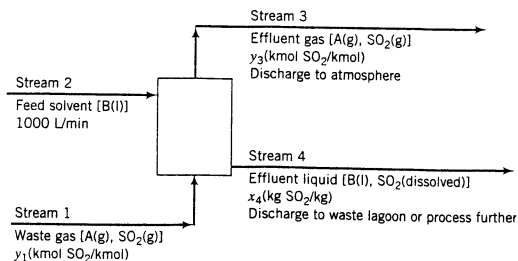 Stream 3
Effluent gas [A(g), SO₂(g)]
y₃(kmol SO₂/kmol)
Discharge to atmosphere
Stream 2
Feed solvent [B(l)]
1000 L/min
Stream 4
Effluent liquid [B(l), SO₂(dissolved)]
x₄(kg SO₂/kg)
Discharge to waste lagoon or process further
Stream 1
Waste gas [A(g), SO₂(g)]
y₁(kmol SO₂/kmol)